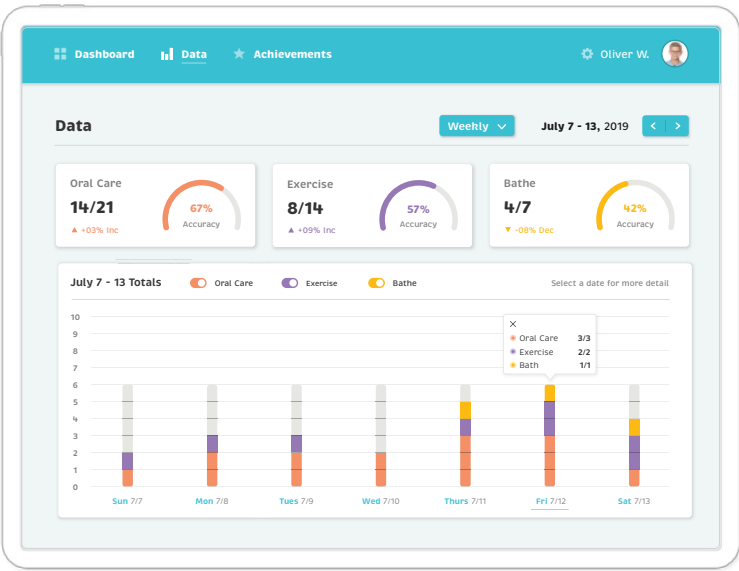 Dashboard Data Achievements Oliver W.
Data Weekly July 7 - 13, 2019
Oral Care
14/21
67%
Accuracy
+03% Inc
Exercise
8/14
57%
Accuracy
+09% Inc
Bathe
4/7
42%
Accuracy
-08% Dec
July 7 - 13 Totals Oral Care Exercise Bathe Select a date for more detail
10
9
8
7
6
5
4
3
2
1
0
Oral Care 3/3
Exercise 2/2
Bath 1/1
Sun 7/7 Mon 7/8 Tues 7/9 Wed 7/10 Thurs 7/11 Fri 7/12 Sat 7/13